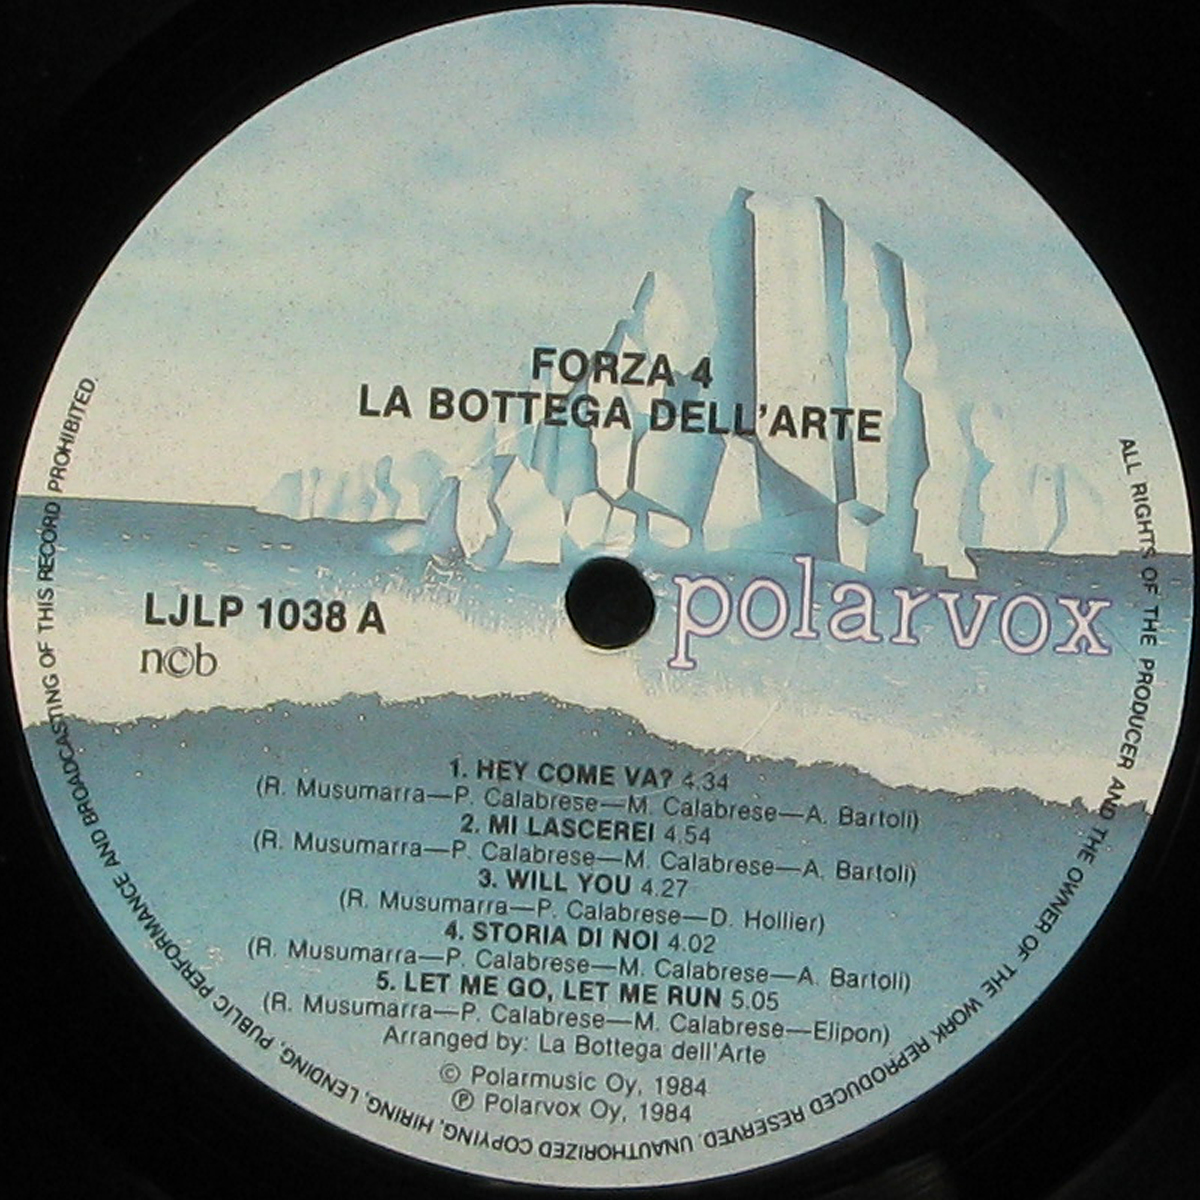 FORZA 4
LA BOTTEGA DELL'ARTE
LJLP 1038 A
n©b
polarvox
1. HEY COME VA? 4.34
(R. Musumarra—P. Calabrese—M. Calabrese—A. Bartoli)
2. MI LASCEREI 4.54
(R. Musumarra—P. Calabrese—M. Calabrese—A. Bartoli)
3. WILL YOU 4.27
(R. Musumarra—P. Calabrese—D. Hollier)
4. STORIA DI NOI 4.02
(R. Musumarra—P. Calabrese—M. Calabrese—A. Bartoli)
5. LET ME GO, LET ME RUN 5.05
(R. Musumarra—P. Calabrese—M. Calabrese—Elipon)
Arranged by: La Bottega dell'Arte
© Polarmusic Oy, 1984
℗ Polarvox Oy, 1984
ALL RIGHTS OF THE PRODUCER AND THE OWNER OF THE WORK REPRODUCED RESERVED. UNAUTHORIZED COPYING, HIRING, LENDING, PUBLIC PERFORMANCE AND BROADCASTING OF THIS RECORD PROHIBITED.